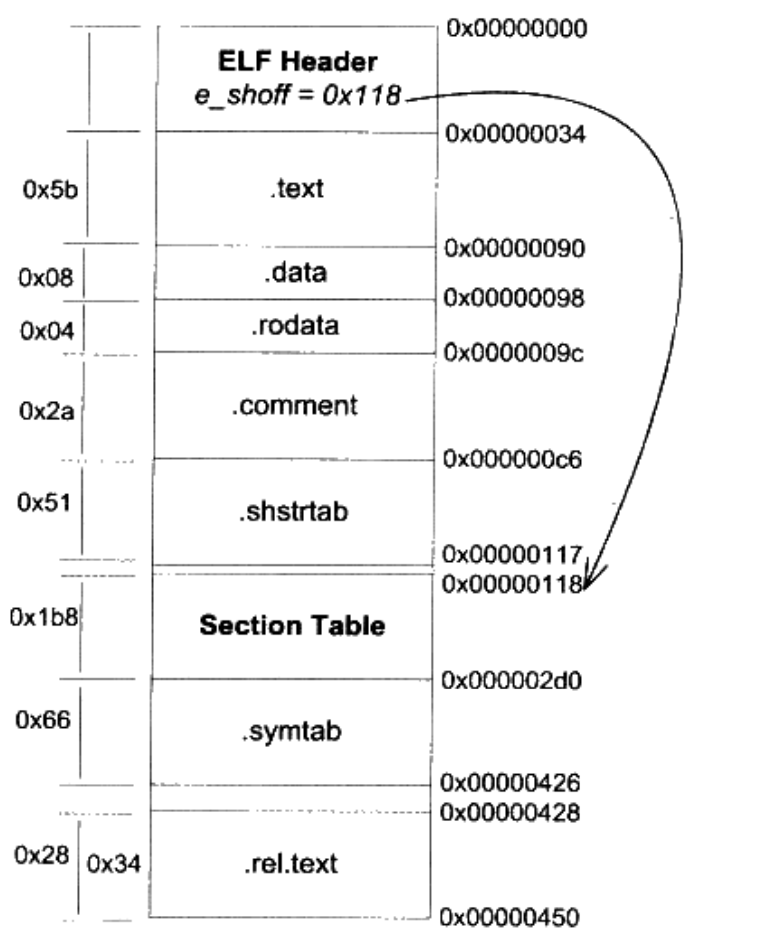 0x00000000
ELF Header
e_shoff = 0x118
0x00000034
0x5b
.text
0x00000090
0x08
.data
0x00000098
0x04
.rodata
0x0000009c
0x2a
.comment
0x000000c6
0x51
.shstrtab
0x00000117
0x00000118
0x1b8
Section Table
0x000002d0
0x66
.symtab
0x00000426
0x00000428
0x28
0x34
.rel.text
0x00000450